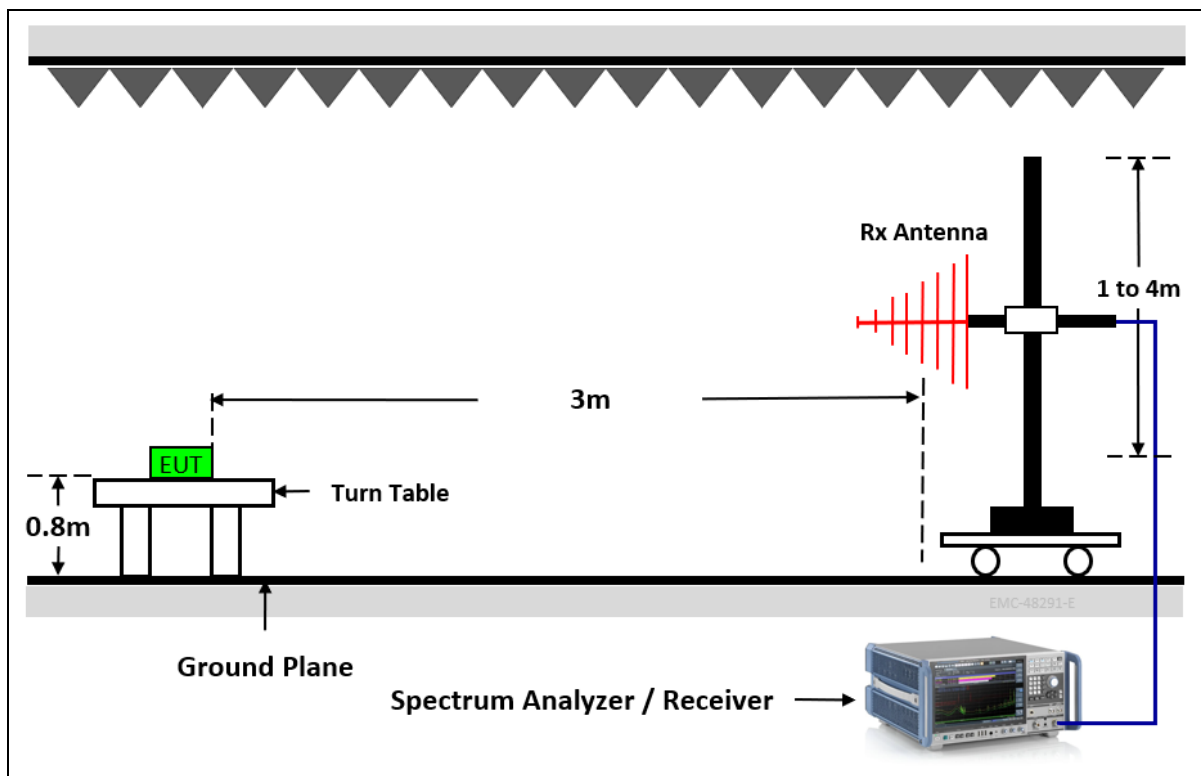 Rx Antenna
1 to 4m
3m
EUT
Turn Table
0.8m
EMC-48291-E
Ground Plane
Spectrum Analyzer / Receiver